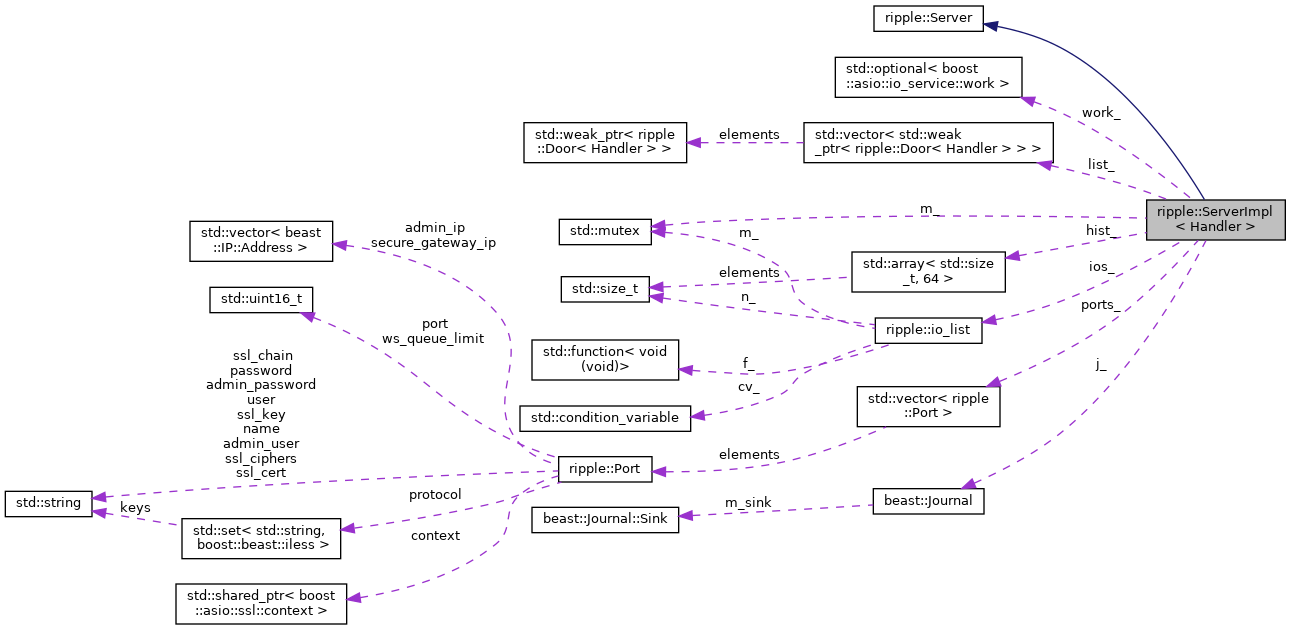 ripple::Server
std::optional< boost
::asio::io_service::work >
work_
std::weak_ptr< ripple
::Door< Handler > >
elements
std::vector< std::weak
_ptr< ripple::Door< Handler > > >
list_
ripple::ServerImpl
< Handler >
m_
std::mutex
m_
hist_
std::vector< beast
::IP::Address >
admin_ip
secure_gateway_ip
std::array< std::size
_t, 64 >
elements
ios_
std::size_t
n_
std::uint16_t
port
ws_queue_limit
ripple::io_list
ports_
std::function< void
(void)>
f_
j_
cv_
std::vector< ripple
::Port >
std::condition_variable
ssl_chain
password
admin_password
user
ssl_key
name
admin_user
ssl_ciphers
ssl_cert
elements
ripple::Port
std::string
keys
protocol
m_sink
beast::Journal
beast::Journal::Sink
std::set< std::string,
boost::beast::iless >
context
std::shared_ptr< boost
::asio::ssl::context >